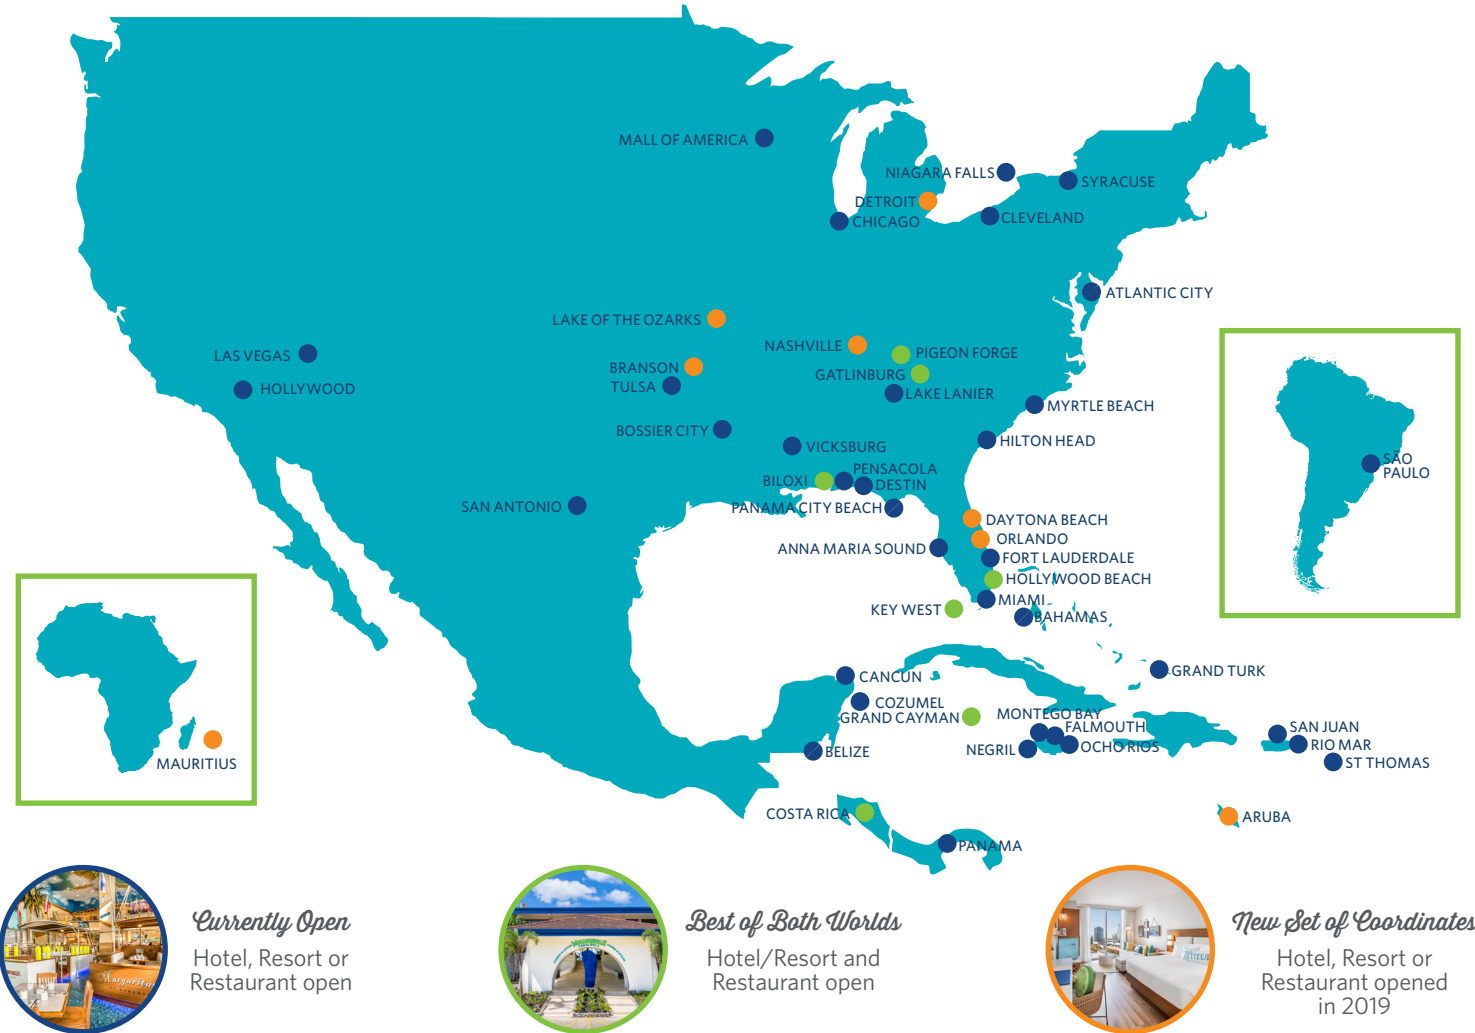 MALL OF AMERICA
NIAGARA FALLS
SYRACUSE
DETROIT
CHICAGO
CLEVELAND
ATLANTIC CITY
LAKE OF THE OZARKS
NASHVILLE
PIGEON FORGE
LAS VEGAS
BRANSON
GATLINBURG
TULSA
HOLLYWOOD
LAKE LANIER
MYRTLE BEACH
BOSSIER CITY
HILTON HEAD
VICKSBURG
PENSACOLA
BILOXI
DESTIN
SAN ANTONIO
PANAMA CITY BEACH
DAYTONA BEACH
ORLANDO
ANNA MARIA SOUND
FORT LAUDERDALE
HOLLYWOOD BEACH
MIAMI
KEY WEST
BAHAMAS
SÃO
PAULO
GRAND TURK
CANCUN
COZUMEL
GRAND CAYMAN
MONTEGO BAY
FALMOUTH
SAN JUAN
NEGRIL
OCHO RIOS
RIO MAR
BELIZE
ST THOMAS
MAURITIUS
COSTA RICA
ARUBA
PANAMA
Currently Open
Hotel, Resort or
Restaurant open
Best of Both Worlds
Hotel/Resort and
Restaurant open
New Set of Coordinates
Hotel, Resort or
Restaurant opened
in 2019